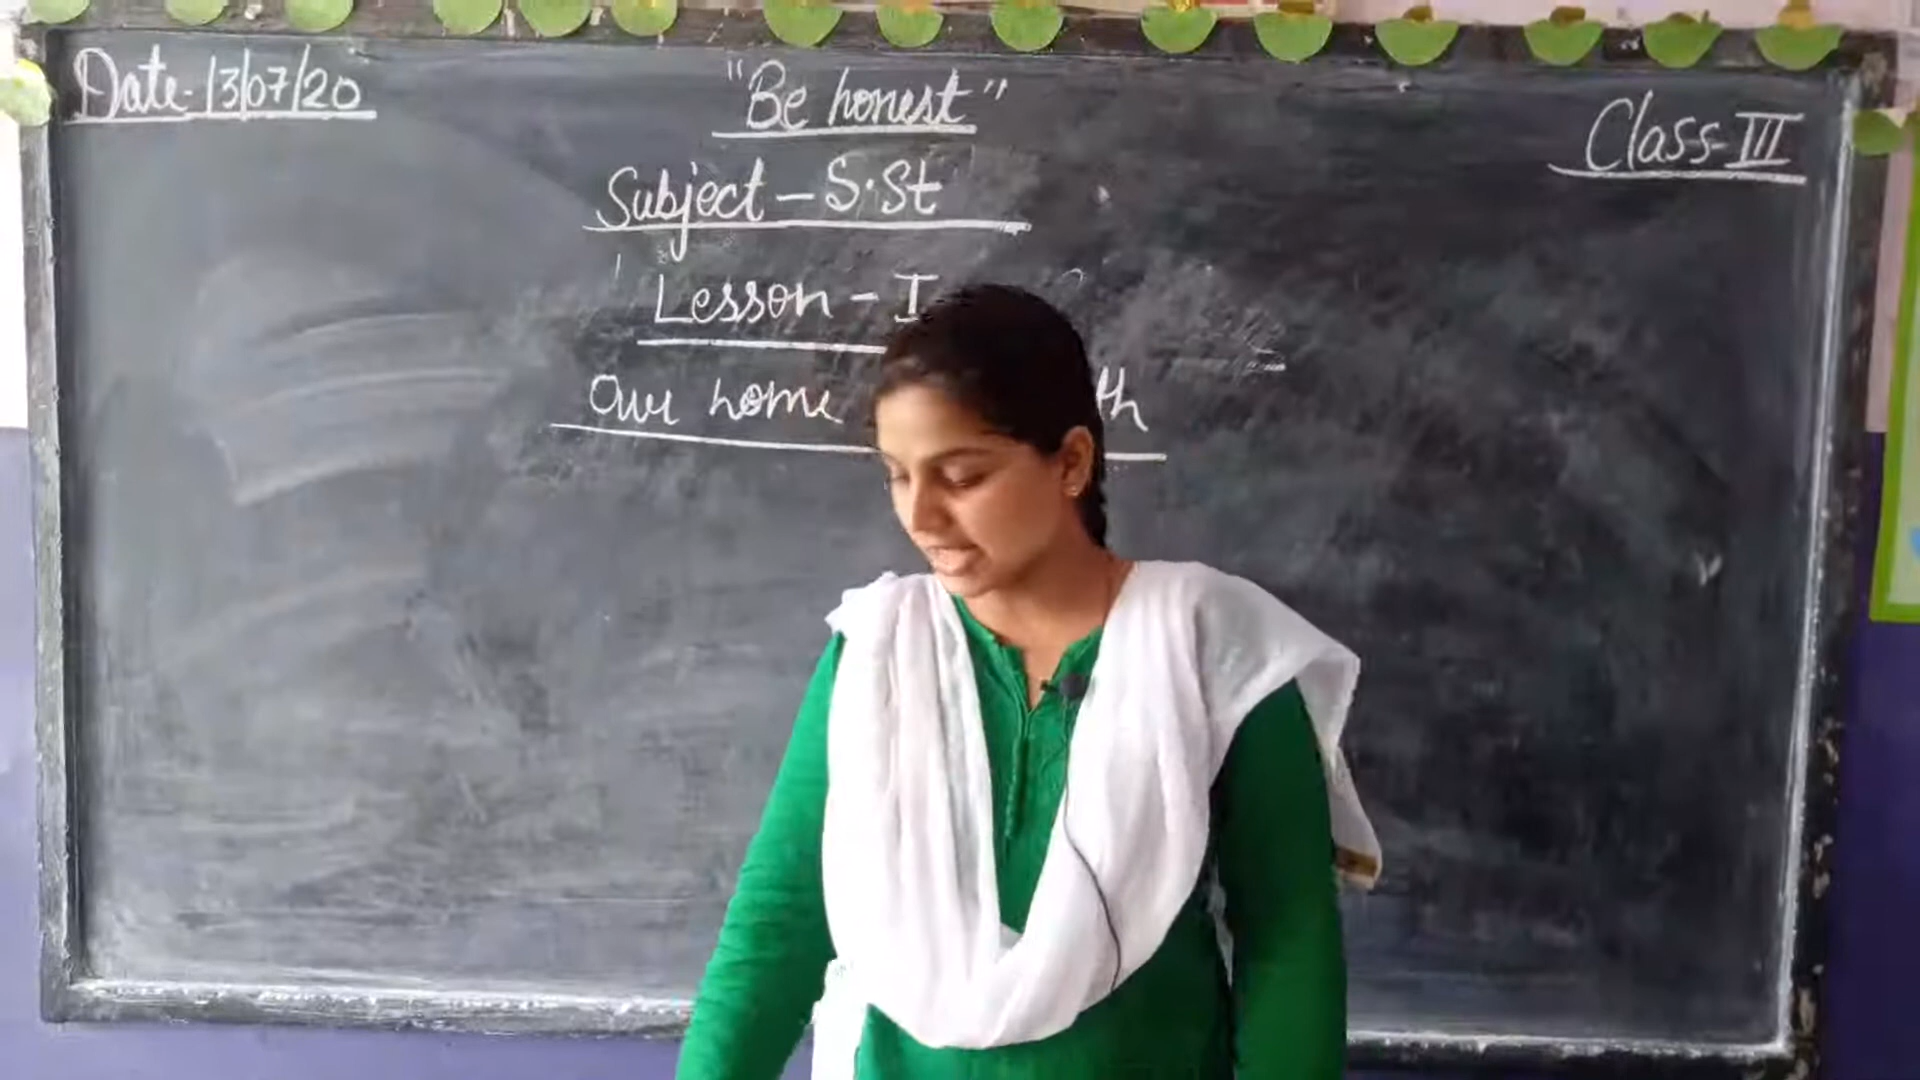 Date-13/07/20
"Be honest"
Class-III
Subject - S.St
Lesson - I
Our home